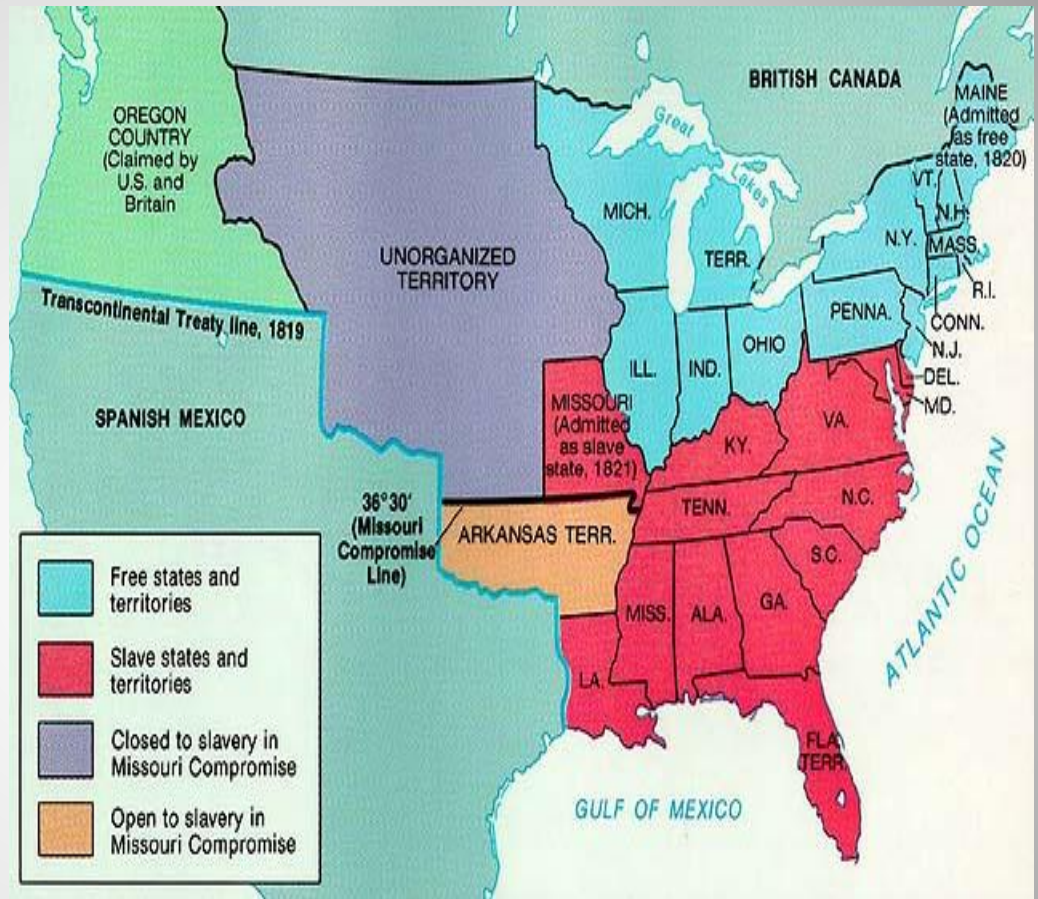 BRITISH CANADA
MAINE
(Admitted
as free
state, 1820)
OREGON
COUNTRY
(Claimed by
U.S. and
Britain
Great
Lakes
VT.
N.H.
MICH.
TERR.
N.Y.
MASS.
UNORGANIZED
TERRITORY
R.I.
Transcontinental Treaty line, 1819
PENNA.
CONN.
N.J.
OHIO
ILL.
IND.
DEL.
MD.
SPANISH MEXICO
MISSOURI
(Admitted
as slave
state, 1821)
VA.
KY.
36°30'
(Missouri
Compromise
Line)
ARKANSAS TERR.
TENN.
N.C.
S.C.
MISS.
ALA.
GA.
LA.
FLA.
TERR.
ATLANTIC OCEAN
GULF OF MEXICO
Free states and
territories
Slave states and
territories
Closed to slavery in
Missouri Compromise
Open to slavery in
Missouri Compromise